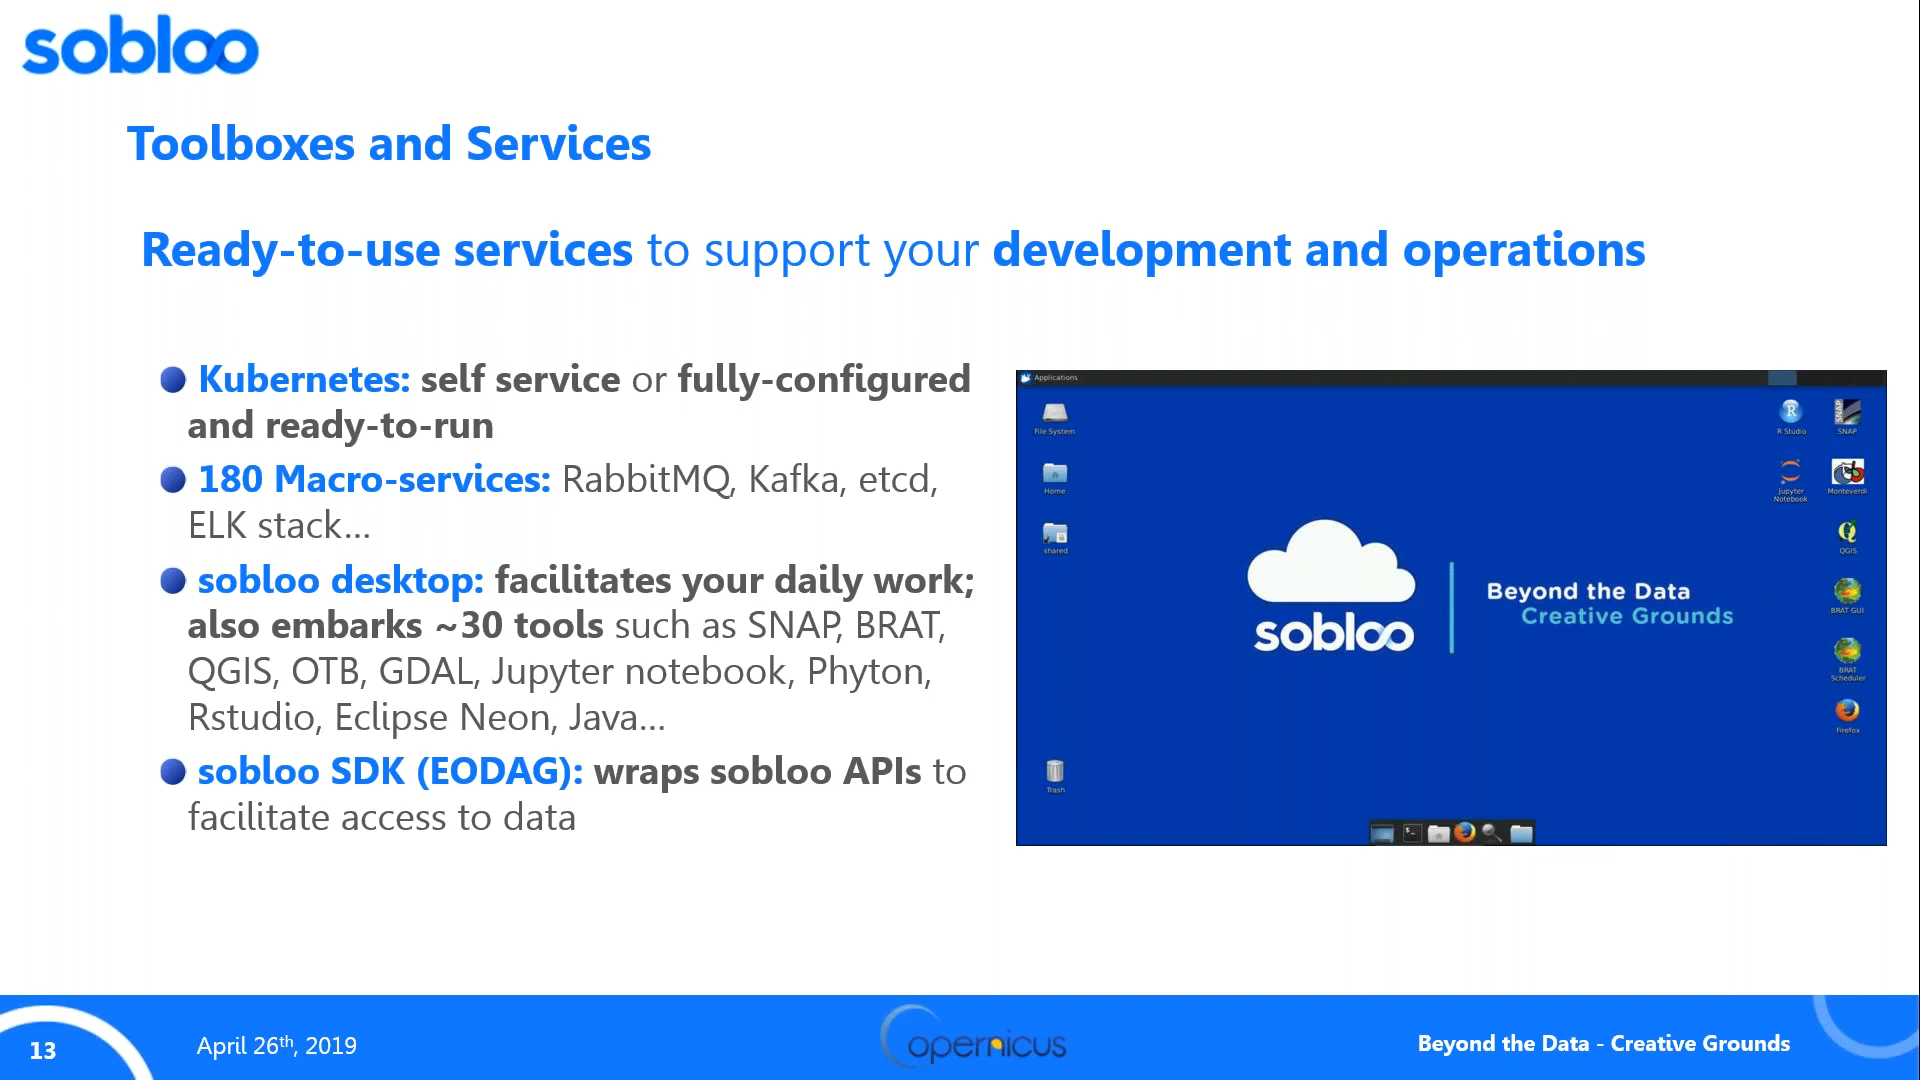 sobloo
Toolboxes and Services
Ready-to-use services to support your development and operations
Kubernetes: self service or fully-configured
and ready-to-run
180 Macro-services: RabbitMQ, Kafka, etcd,
ELK stack...
sobloo desktop: facilitates your daily work;
also embarks ~30 tools such as SNAP, BRAT,
QGIS, OTB, GDAL, Jupyter notebook, Phyton,
Rstudio, Eclipse Neon, Java...
sobloo SDK (EODAG): wraps sobloo APIs to
facilitate access to data
Applications
File System
Home
shared
Trash
sobloo
Beyond the Data
Creative Grounds
R Studio
SNAP
SNAP
Jupyter
Notebook
Monteverdi
QGIS
BRAT GUI
BRAT
Scheduler
Firefox
13
April 26th, 2019
opernicus
Beyond the Data - Creative Grounds